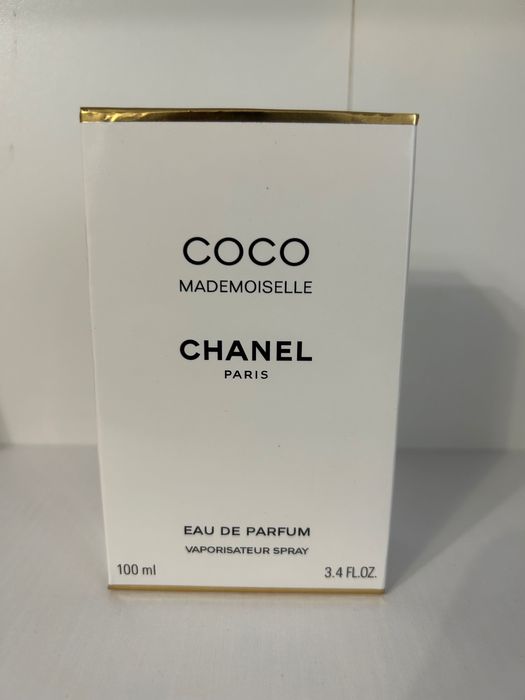 COCO
MADEMOISELLE
CHANEL
PARIS
EAU DE PARFUM
VAPORISATEUR SPRAY
100 ml 3.4 FL.OZ.